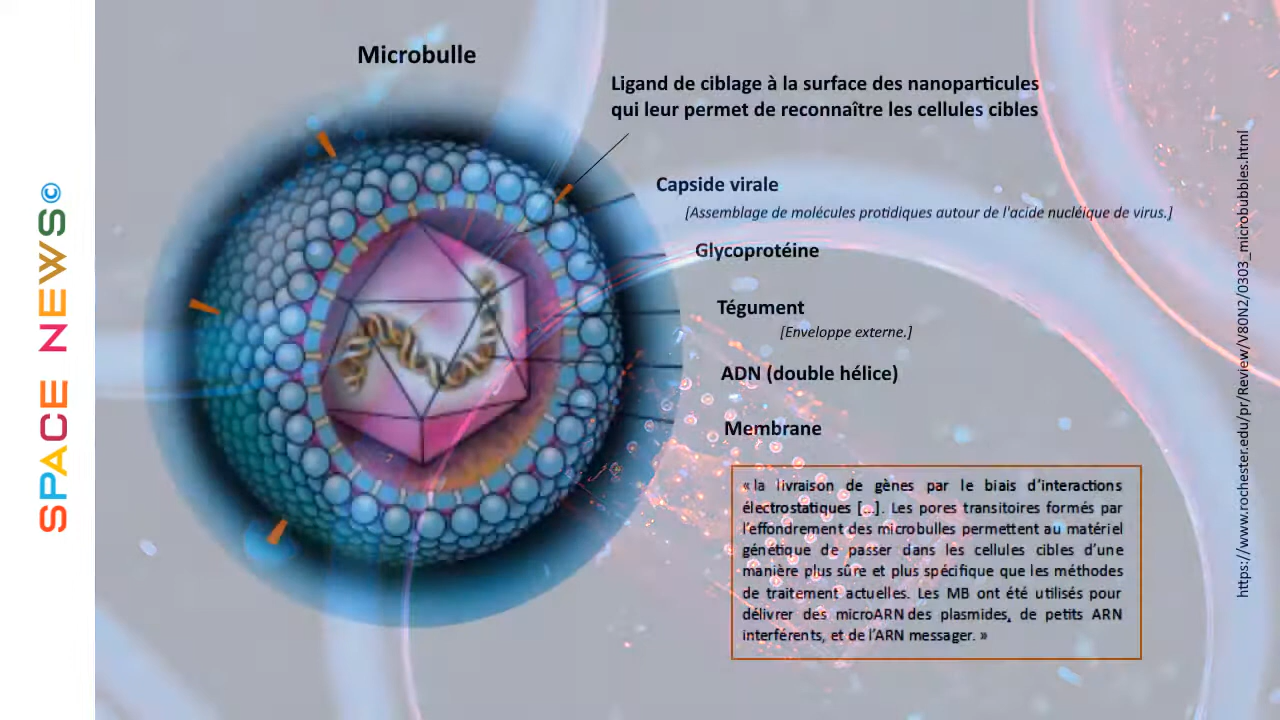 SPACE NEWS©
Microbulle
Ligand de ciblage à la surface des nanoparticules
qui leur permet de reconnaître les cellules cibles
Capside virale
[Assemblage de molécules protidiques autour de l'acide nucléique de virus.]
Glycoprotéine
Tégument
[Enveloppe externe.]
ADN (double hélice)
Membrane
« la livraison de gènes par le biais d'interactions
électrostatiques [...]. Les pores transitoires formés par
l'effondrement des microbulles permettent au matériel
génétique de passer dans les cellules cibles d'une
manière plus sûre et plus spécifique que les méthodes
de traitement actuelles. Les MB ont été utilisés pour
délivrer des microARN des plasmides, de petits ARN
interférents, et de l'ARN messager. »
https://www.rochester.edu/pr/Review/V80N2/0303_microbubbles.html